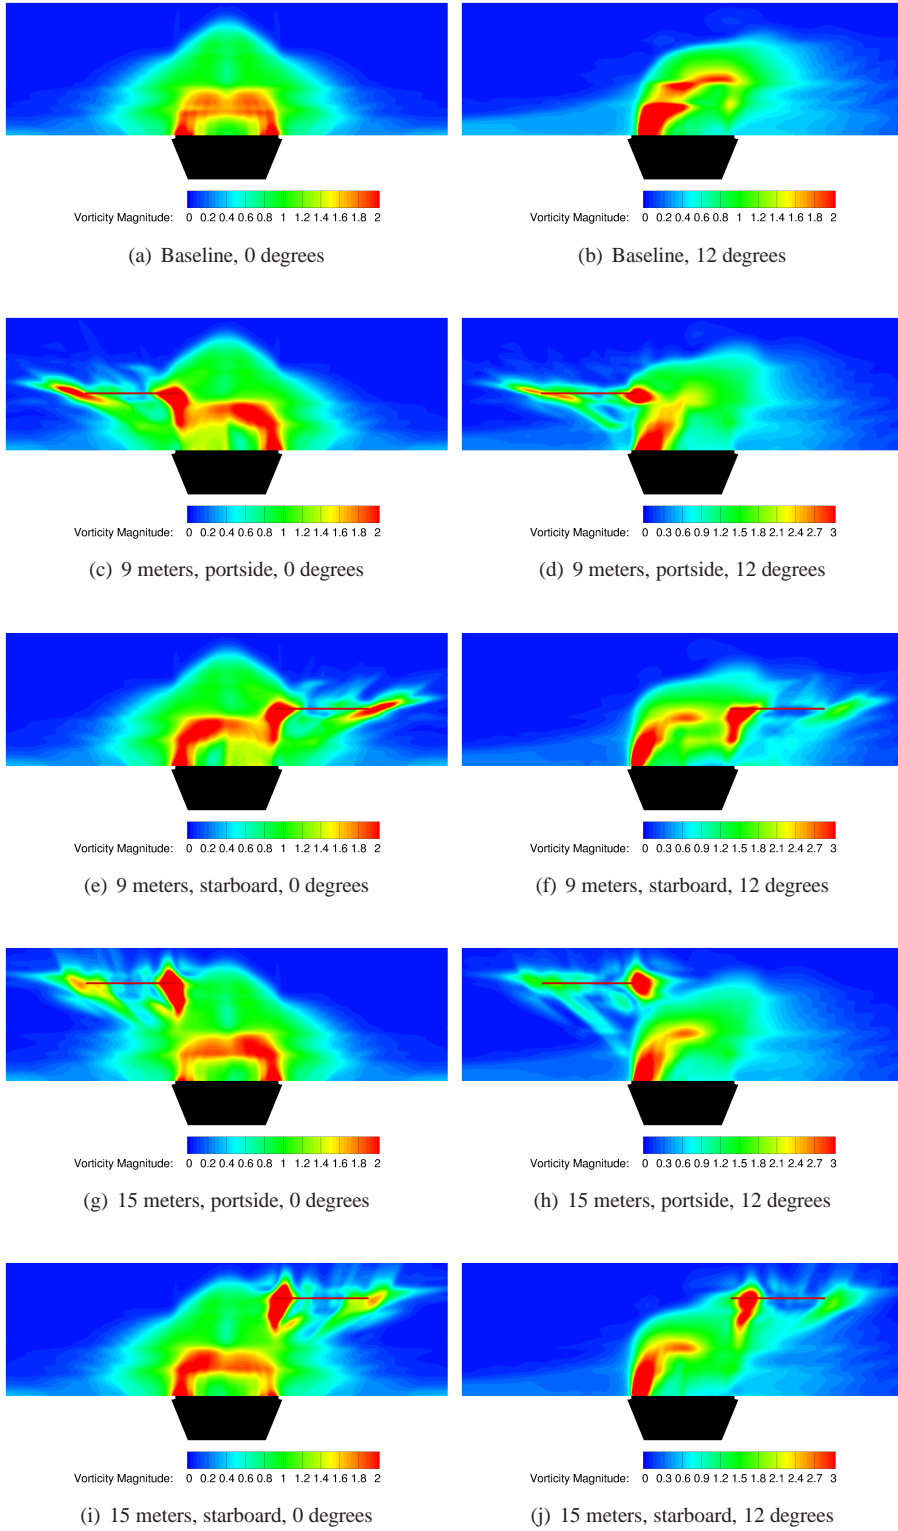 Vorticity Magnitude: 0 0.2 0.4 0.6 0.8 1 1.2 1.4 1.6 1.8 2
(a) Baseline, 0 degrees
Vorticity Magnitude: 0 0.2 0.4 0.6 0.8 1 1.2 1.4 1.6 1.8 2
(b) Baseline, 12 degrees
Vorticity Magnitude: 0 0.2 0.4 0.6 0.8 1 1.2 1.4 1.6 1.8 2
(c) 9 meters, portside, 0 degrees
Vorticity Magnitude: 0 0.3 0.6 0.9 1.2 1.5 1.8 2.1 2.4 2.7 3
(d) 9 meters, portside, 12 degrees
Vorticity Magnitude: 0 0.2 0.4 0.6 0.8 1 1.2 1.4 1.6 1.8 2
(e) 9 meters, starboard, 0 degrees
Vorticity Magnitude: 0 0.3 0.6 0.9 1.2 1.5 1.8 2.1 2.4 2.7 3
(f) 9 meters, starboard, 12 degrees
Vorticity Magnitude: 0 0.2 0.4 0.6 0.8 1 1.2 1.4 1.6 1.8 2
(g) 15 meters, portside, 0 degrees
Vorticity Magnitude: 0 0.3 0.6 0.9 1.2 1.5 1.8 2.1 2.4 2.7 3
(h) 15 meters, portside, 12 degrees
Vorticity Magnitude: 0 0.2 0.4 0.6 0.8 1 1.2 1.4 1.6 1.8 2
(i) 15 meters, starboard, 0 degrees
Vorticity Magnitude: 0 0.3 0.6 0.9 1.2 1.5 1.8 2.1 2.4 2.7 3
(j) 15 meters, starboard, 12 degrees